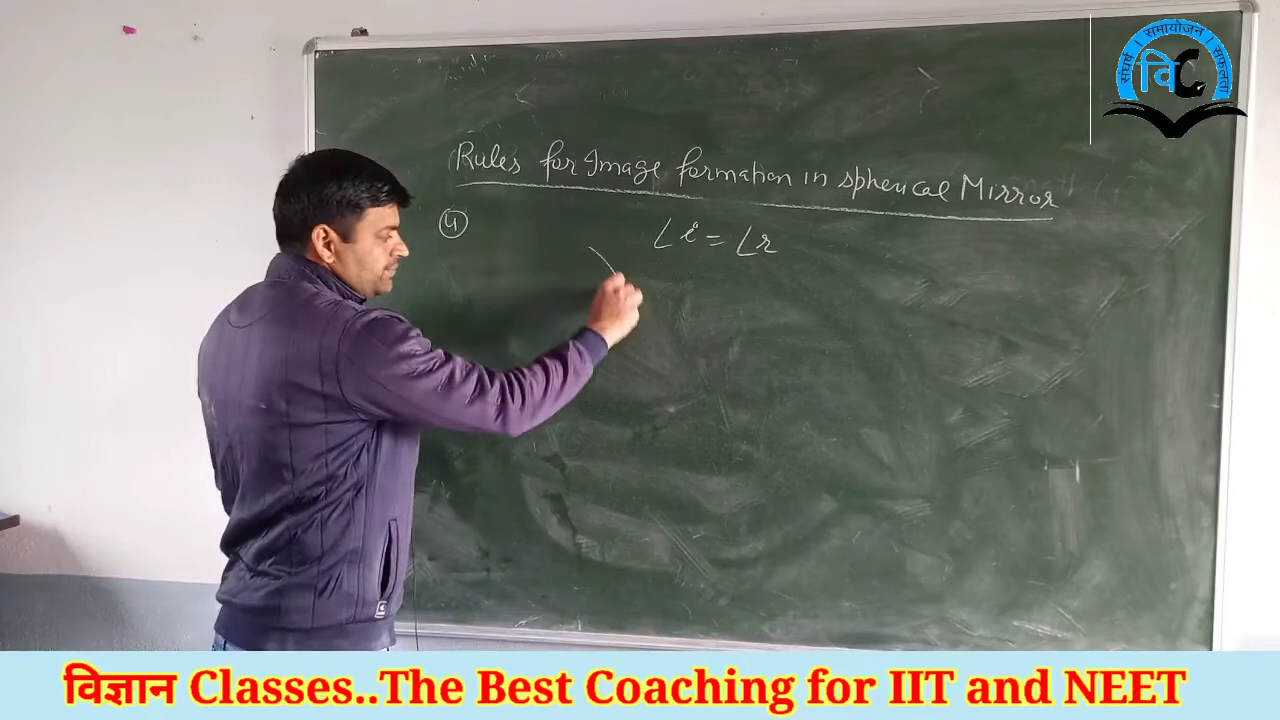 संघर्ष । समायोजन । सफलता
वि C
Rules for Image formation in spherical Mirror
4
∠i = ∠r
विज्ञान Classes..The Best Coaching for IIT and NEET